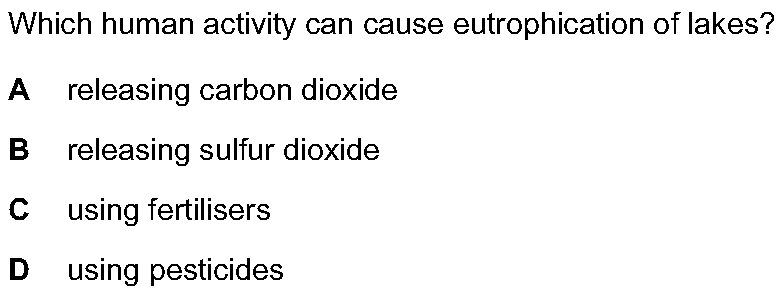 Which human activity can cause eutrophication of lakes?
A releasing carbon dioxide
B releasing sulfur dioxide
C using fertilisers
D using pesticides